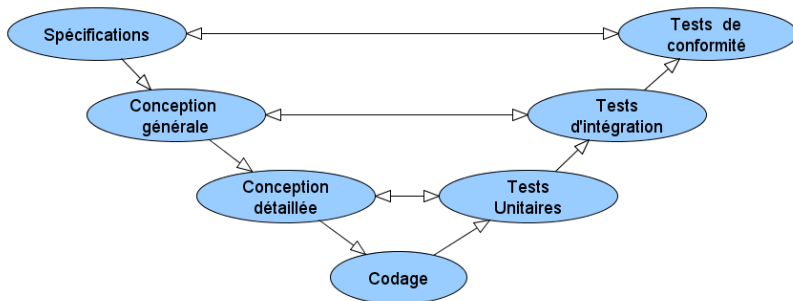 Spécifications
Tests de
conformité
Conception
générale
Tests
d'intégration
Conception
détaillée
Tests
Unitaires
Codage